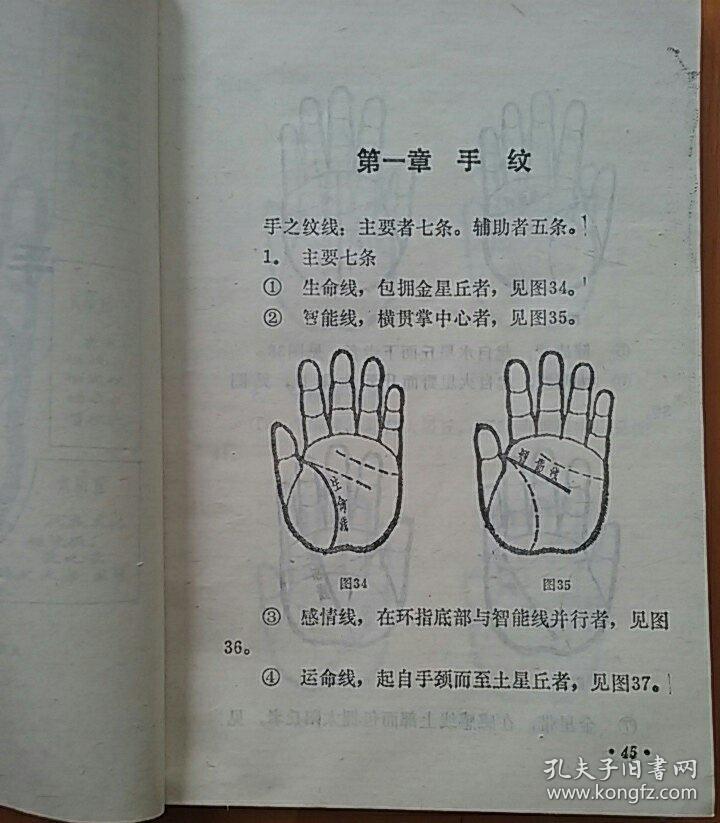 第一章 手 纹
手之纹线：主要者七条。辅助者五条。
1. 主要七条
① 生命线，包拥金星丘者，见图34。
② 智能线，横贯掌中心者，见图35。
生命线
智能线
图34
图35
③ 感情线，在环指底部与智能线并行者，见图
36。
④ 运命线，起自手颈而至土星丘者，见图37。
·45·
孔夫子旧书网
www.kongfz.com